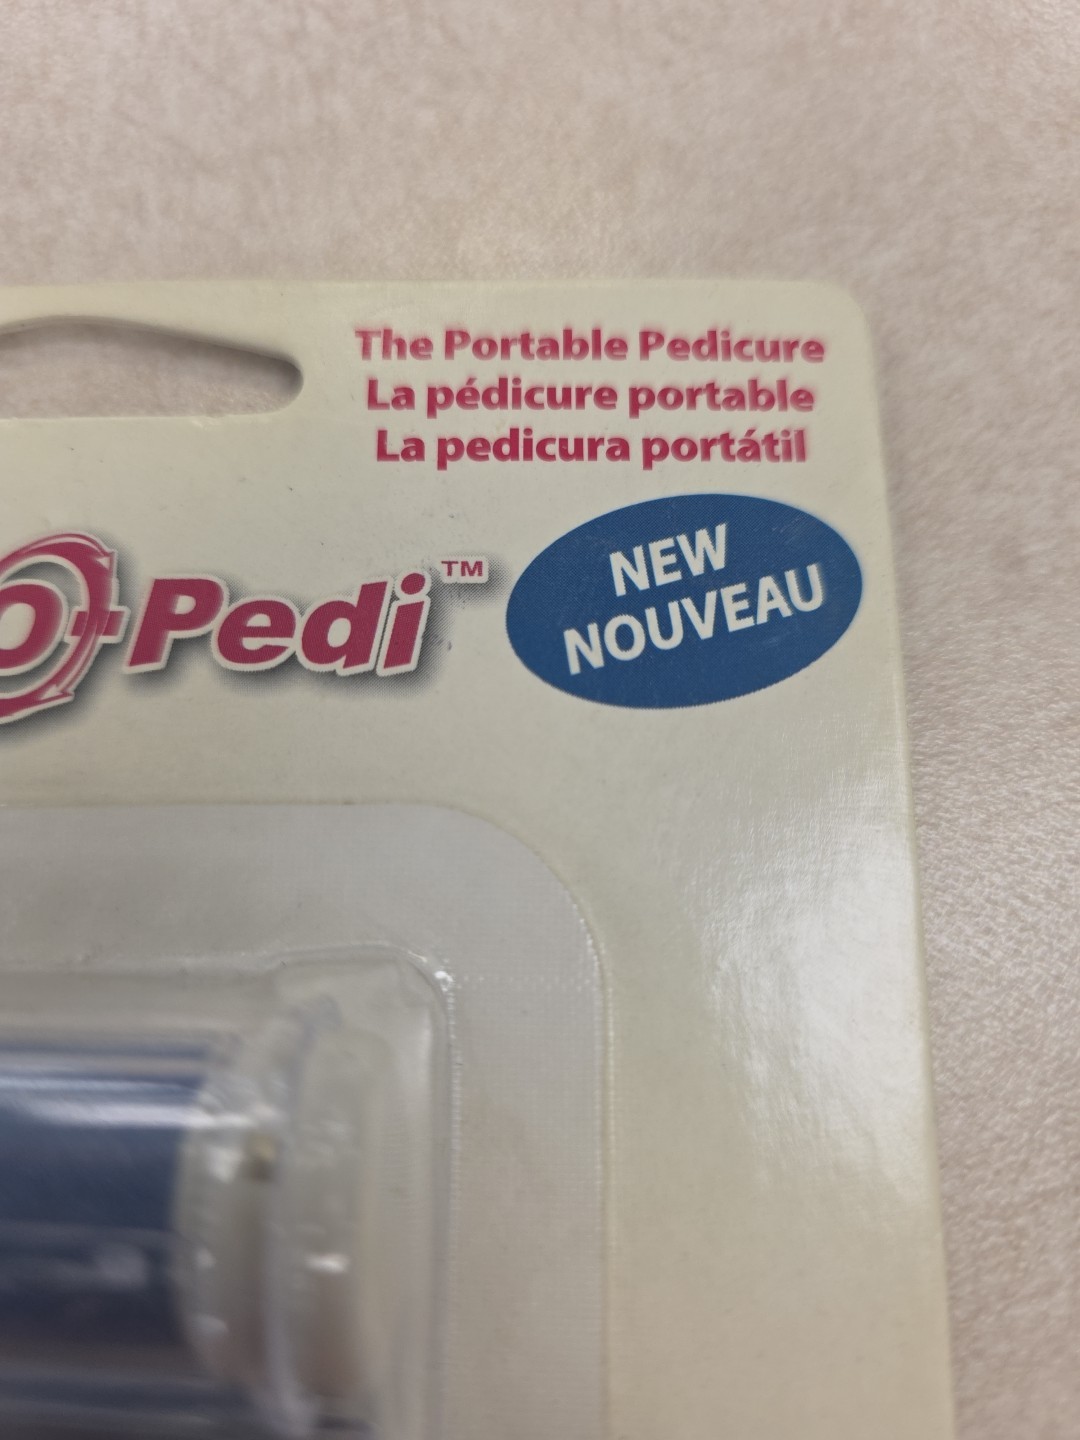 The Portable Pedicure
La pédicure portable
La pedicura portátil
O-Pedi™
NEW
NOUVEAU